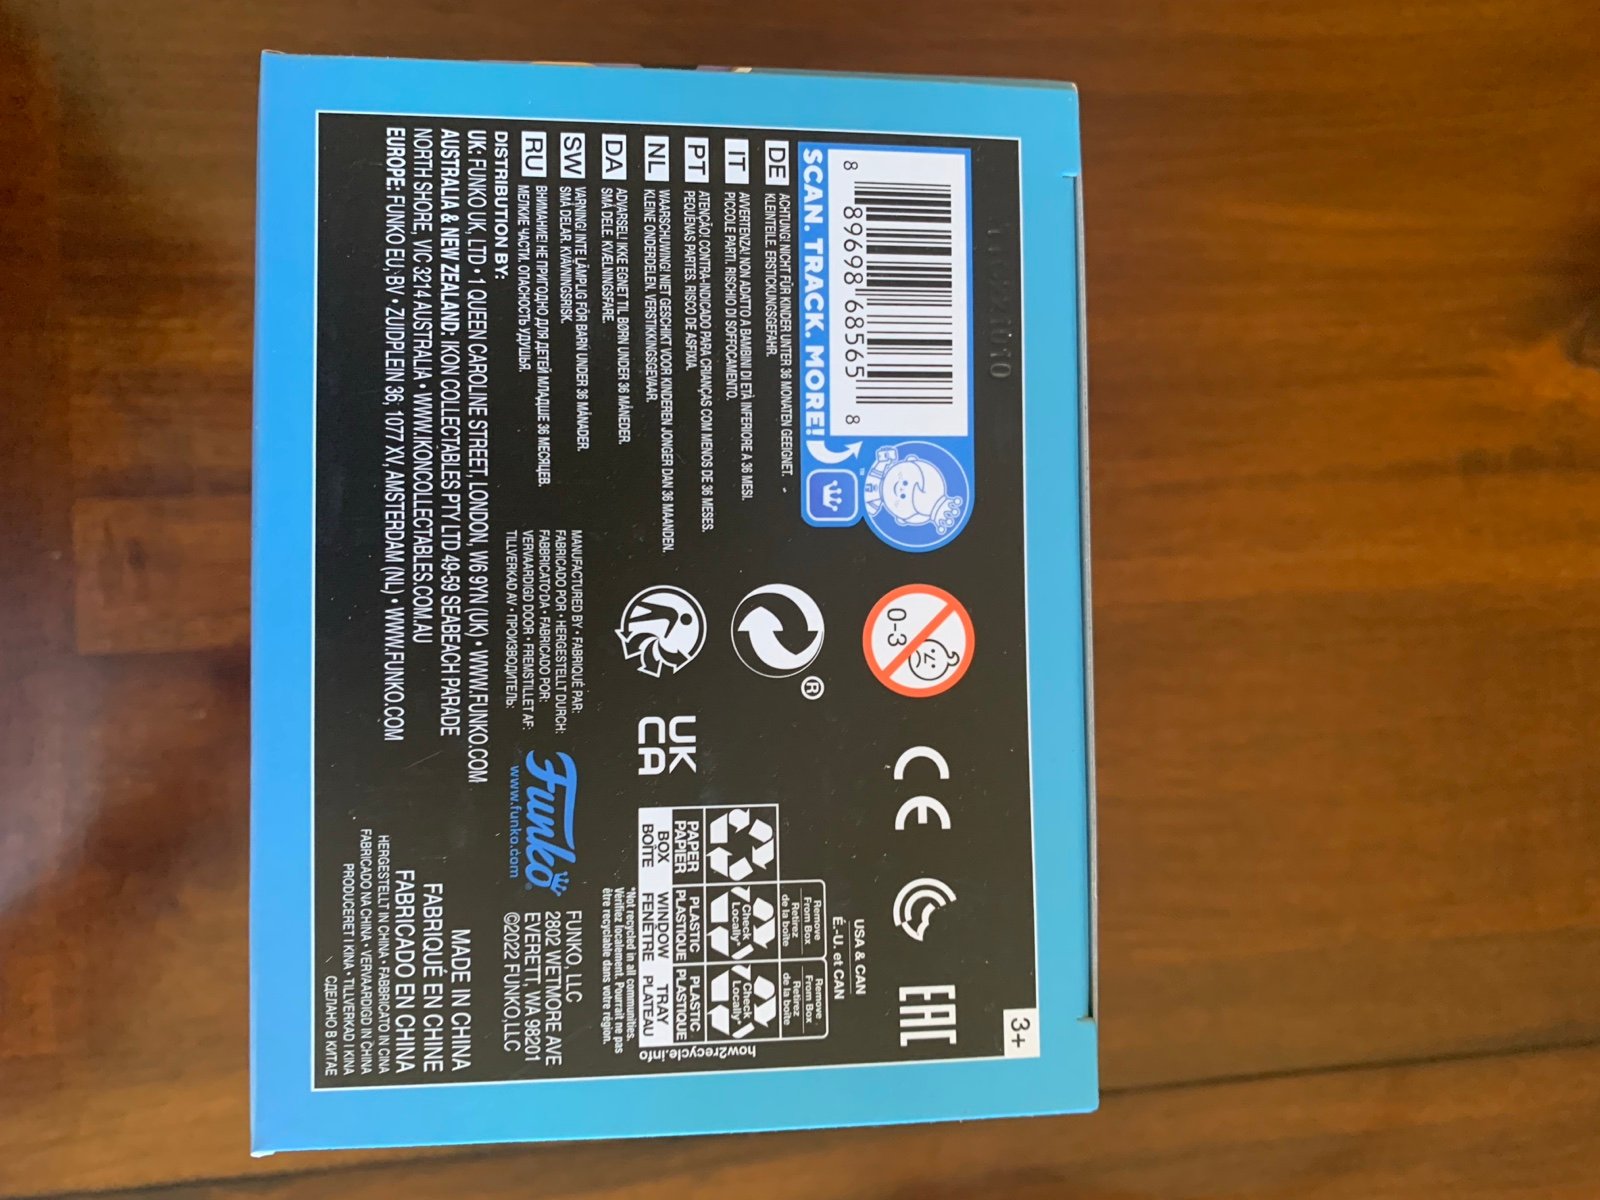 8 89698 68565 8
SCAN. TRACK. MORE!
TM
0-3
CE
EAC
3+
DE ACHTUNG! NICHT FÜR KINDER UNTER 36 MONATEN GEEIGNET.
KLEINTEILE. ERSTICKUNGSGEFAHR.
IT AVVERTENZA! NON ADATTO A BAMBINI DI ETÀ INFERIORE A 36 MESI.
PICCOLE PARTI. RISCHIO DI SOFFOCAMENTO.
PT ATENÇÃO! CONTRA-INDICADO PARA CRIANÇAS COM MENOS DE 36 MESES.
PEQUENAS PARTES. RISCO DE ASFIXIA.
NL WAARSCHUWING! NIET GESCHIKT VOOR KINDEREN JONGER DAN 36 MAANDEN.
KLEINE ONDERDELEN. VERSTIKKINGSGEVAAR.
DA ADVARSEL! IKKE EGNET TIL BØRN UNDER 36 MÅNEDER.
SMÅ DELE. KVÆLNINGSFARE.
SW VARNING! INTE LÄMPLIG FÖR BARN UNDER 36 MÅNADER.
SMÅ DELAR. KVÄVNINGSRISK.
RU ВНИМАНИЕ! НЕ ПРИГОДНО ДЛЯ ДЕТЕЙ МЛАДШЕ 36 МЕСЯЦЕВ.
МЕЛКИЕ ЧАСТИ. ОПАСНОСТЬ УДУШЬЯ.
®
UK
CA
USA & CAN
É.-U. et CAN
Remove
From Box
Retirez
de la boîte
Remove
From Box
Retirez
de la boîte
Check
Locally*
Check
Locally*
PAPER
PAPIER
BOX
BOÎTE
PLASTIC
PLASTIQUE
WINDOW
FENÊTRE
PLASTIC
PLASTIQUE
TRAY
PLATEAU
how2recycle.info
*Not recycled in all communities.
Vérifiez localement. Pourrait ne pas
être recyclable dans votre région.
MANUFACTURED BY • FABRIQUÉ PAR:
FABRICADO POR • HERGESTELLT DURCH:
FABBRICATO DA • FABRICADO POR:
VERVAARDIGD DOOR • FREMSTILLET AF:
TILLVERKAD AV • ПРОИЗВОДИТЕЛЬ:
Funko®
www.funko.com
FUNKO, LLC
2802 WETMORE AVE
EVERETT, WA 98201
©2022 FUNKO,LLC
DISTRIBUTION BY:
UK: FUNKO UK, LTD • 1 QUEEN CAROLINE STREET, LONDON, W6 9YN (UK) • WWW.FUNKO.COM
AUSTRALIA & NEW ZEALAND: IKON COLLECTABLES PTY LTD 49-59 SEABEACH PARADE
NORTH SHORE, VIC 3214 AUSTRALIA • WWW.IKONCOLLECTABLES.COM.AU
EUROPE: FUNKO EU, BV • ZUIDPLEIN 36, 1077 XV, AMSTERDAM (NL) • WWW.FUNKO.COM
MADE IN CHINA
FABRIQUÉ EN CHINE
FABRICADO EN CHINA
HERGESTELLT IN CHINA • FABBRICATO IN CINA
FABRICADO NA CHINA • VERVAARDIGD IN CHINA
PRODUCERET I KINA • TILLVERKAD I KINA
СДЕЛАНО В КИТАЕ